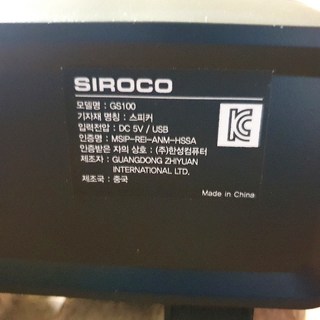 SIROCO
모델명 : GS100
기자재 명칭 : 스피커
입력전압 : DC 5V / USB
인증명 : MSIP-REI-ANM-HSSA
인증받은 자의 상호 : (주)한성컴퓨터
제조자 : GUANGDONG ZHIYUAN
INTERNATIONAL LTD.
제조국 : 중국
Made in China